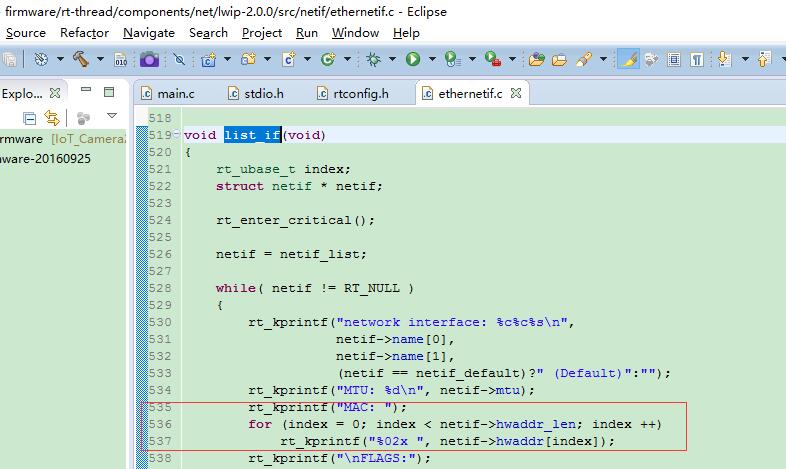 firmware/rt-thread/components/net/lwip-2.0.0/src/netif/ethernetif.c - Eclipse
Source Refactor Navigate Search Project Run Window Help
Explo...
main.c stdio.h rtconfig.h ethernetif.c
rmware [IoT_Camera/
ware-20160925
518
519 void list_if(void)
520 {
521 rt_ubase_t index;
522 struct netif * netif;
523
524 rt_enter_critical();
525
526 netif = netif_list;
527
528 while( netif != RT_NULL )
529 {
530 rt_kprintf("network interface: %c%c%s\n",
531 netif->name[0],
532 netif->name[1],
533 (netif == netif_default)?" (Default)":"");
534 rt_kprintf("MTU: %d\n", netif->mtu);
535 rt_kprintf("MAC: ");
536 for (index = 0; index < netif->hwaddr_len; index ++)
537 rt_kprintf("%02x ", netif->hwaddr[index]);
538 rt_kprintf("\nFLAGS:");